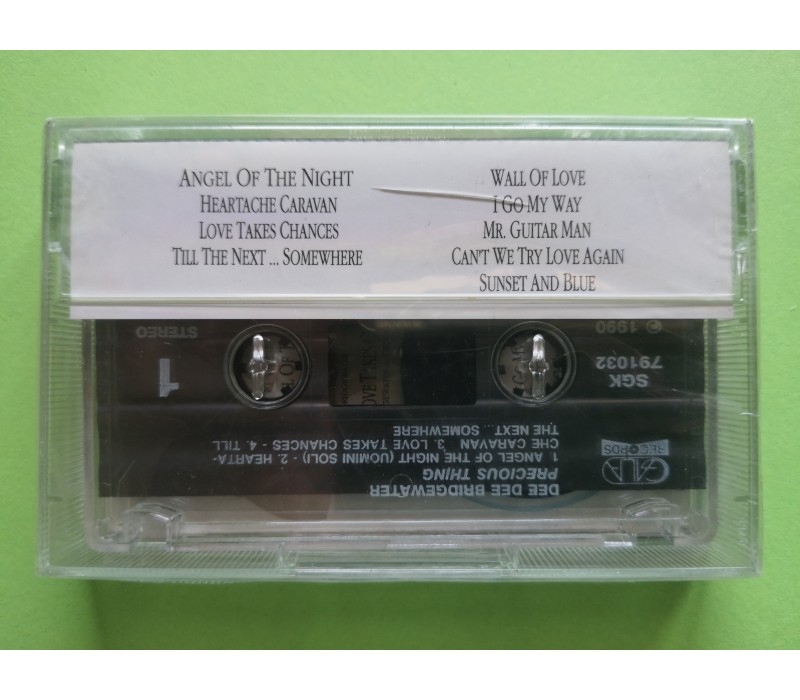 ANGEL OF THE NIGHT
HEARTACHE CARAVAN
LOVE TAKES CHANCES
TILL THE NEXT ... SOMEWHERE
WALL OF LOVE
I GO MY WAY
MR. GUITAR MAN
CAN'T WE TRY LOVE AGAIN
SUNSET AND BLUE
DEE DEE BRIDGEWATER
PRECIOUS THING
1. ANGEL OF THE NIGHT (UOMINI SOLI) - 2. HEARTA-
CHE CARAVAN 3. LOVE TAKES CHANCES - 4. TILL
THE NEXT... SOMEWHERE
GALA
RECORDS
SGK
791032
℗ 1990
1
STEREO